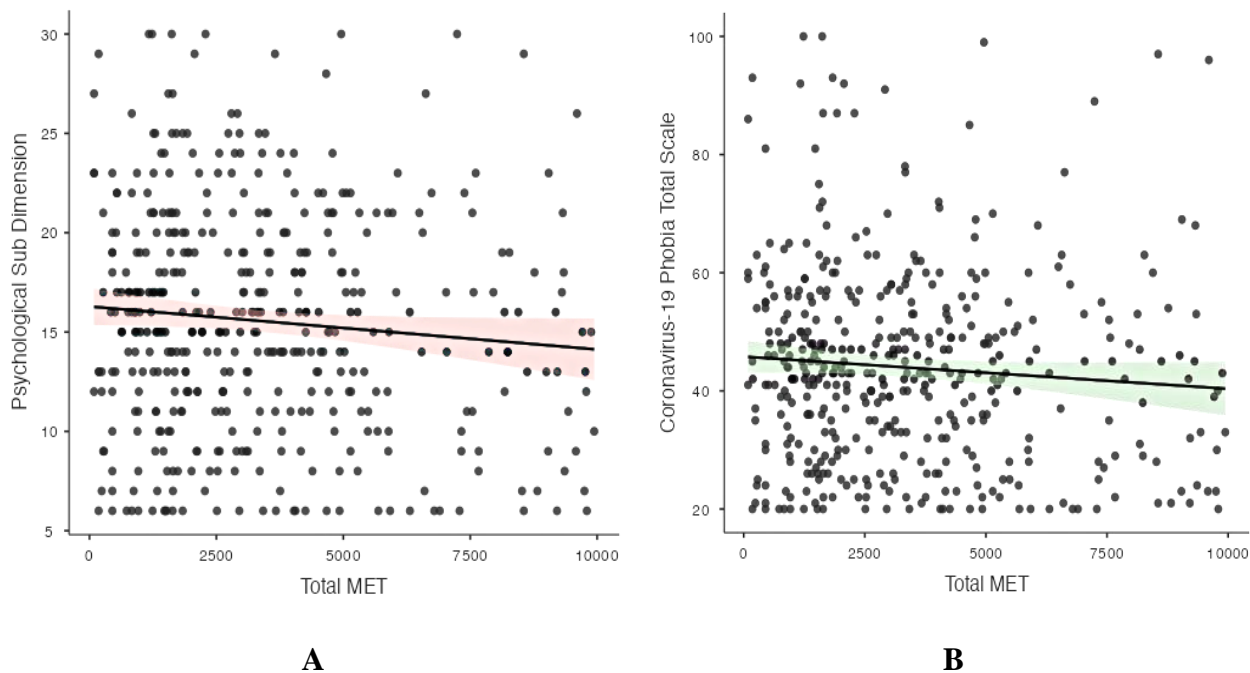 Psychological Sub Dimension
30
25
20
15
10
5
0 2500 5000 7500 10000
Total MET
A
Coronavirus-19 Phobia Total Scale
100
80
60
40
20
0 2500 5000 7500 10000
Total MET
B